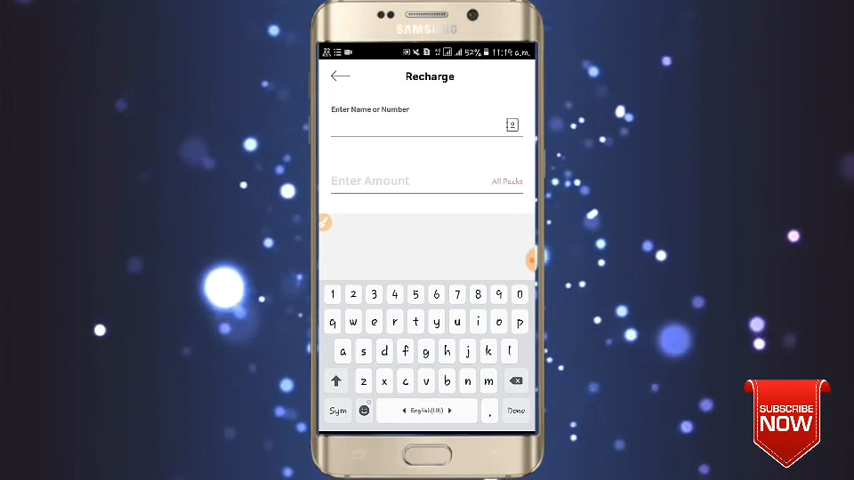 SAMSUNG
52% 11:19 a.m.
Recharge
Enter Name or Number
Enter Amount All Packs
1 2 3 4 5 6 7 8 9 0
q w e r t y u i o p
a s d f g h j k l
z x c v b n m
Sym English(UK) . Done
SUBSCRIBE
NOW